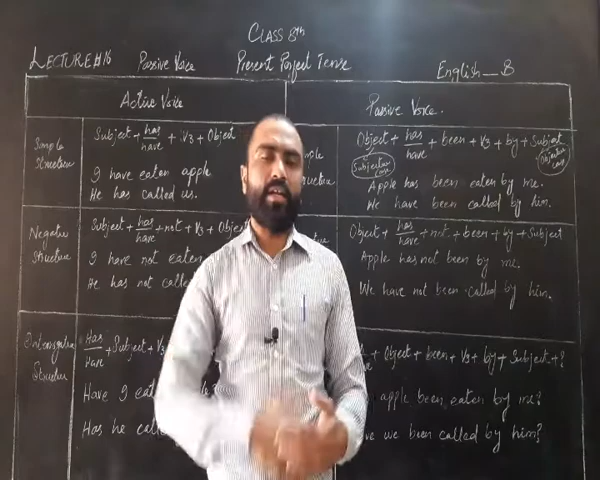 CLASS 8th
LECTURE#16 Passive Voice Present Perfect Tense English_B
Active Voice
Passive Voice.
Simple
Structure
Subject + has/have + V3 + Object
I have eaten apple
He has called us.
Object + has/have + been + V3 + by + Subject
Subjective case
Objective case
Apple has been eaten by me.
We have been called by him.
Negative
Structure
Subject + has/have + not + V3 + Object
I have not eaten
He has not called
Object + has/have + not + been + by + Subject
Apple has not been by me.
We have not been called by him.
Interrogative
Structure
Has/Have + Subject + V3
Have I
Has he
+ Object + been + V3 + by + Subject + ?
apple been eaten by me?
we been called by him?